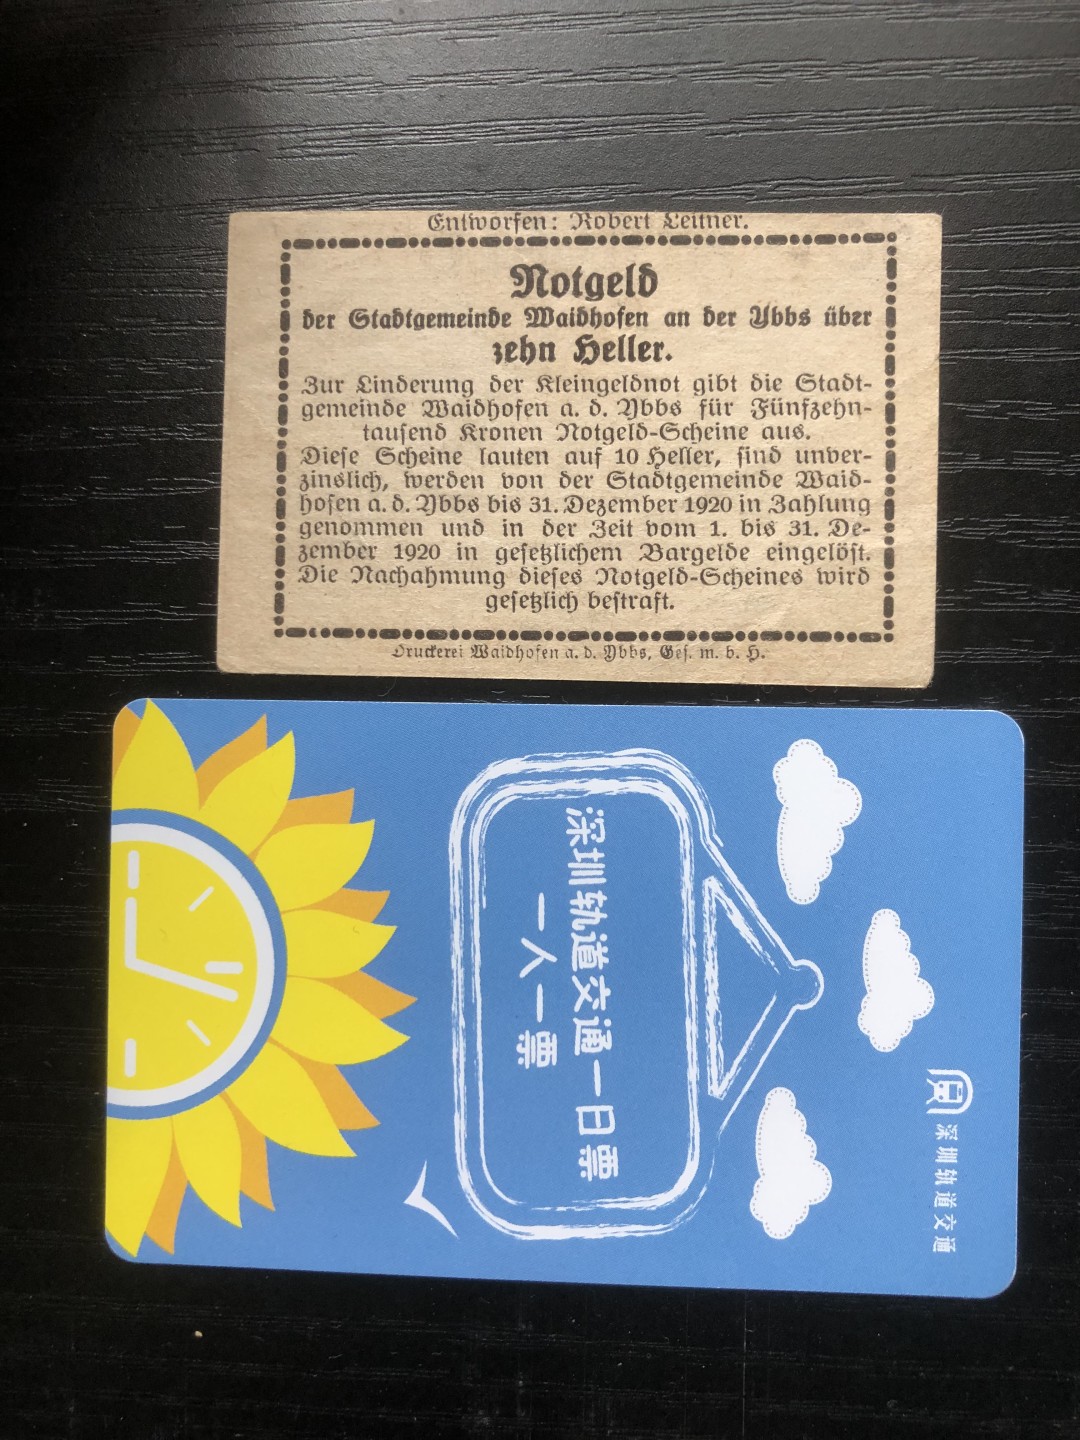 Entworfen: Robert Leitner.
Notgeld
der Stadtgemeinde Waidhofen an der Ybbs über
zehn Heller.
Zur Linderung der Kleingeldnot gibt die Stadt-
gemeinde Waidhofen a. d. Ybbs für Fünfzehn-
tausend Kronen Notgeld-Scheine aus.
Diese Scheine lauten auf 10 Heller, sind unver-
zinslich, werden von der Stadtgemeinde Waid-
hofen a. d. Ybbs bis 31. Dezember 1920 in Zahlung
genommen und in der Zeit vom 1. bis 31. De-
zember 1920 in gesetzlichem Bargelde eingelöst.
Die Nachahmung dieses Notgeld-Scheines wird
gesetzlich bestraft.
Druckerei Waidhofen a. d. Ybbs, Ges. m. b. H.
深圳轨道交通
深圳轨道交通一日票
一人一票